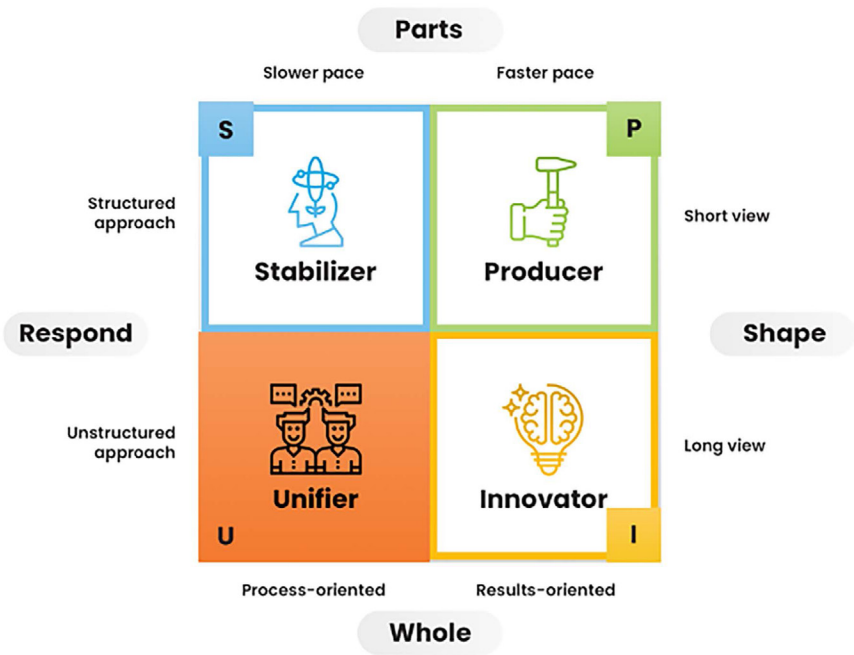 Parts
Slower pace
Faster pace
S
P
Structured
approach
Stabilizer
Producer
Short view
Respond
Shape
Unstructured
approach
Unifier
Innovator
Long view
U
I
Process-oriented
Results-oriented
Whole